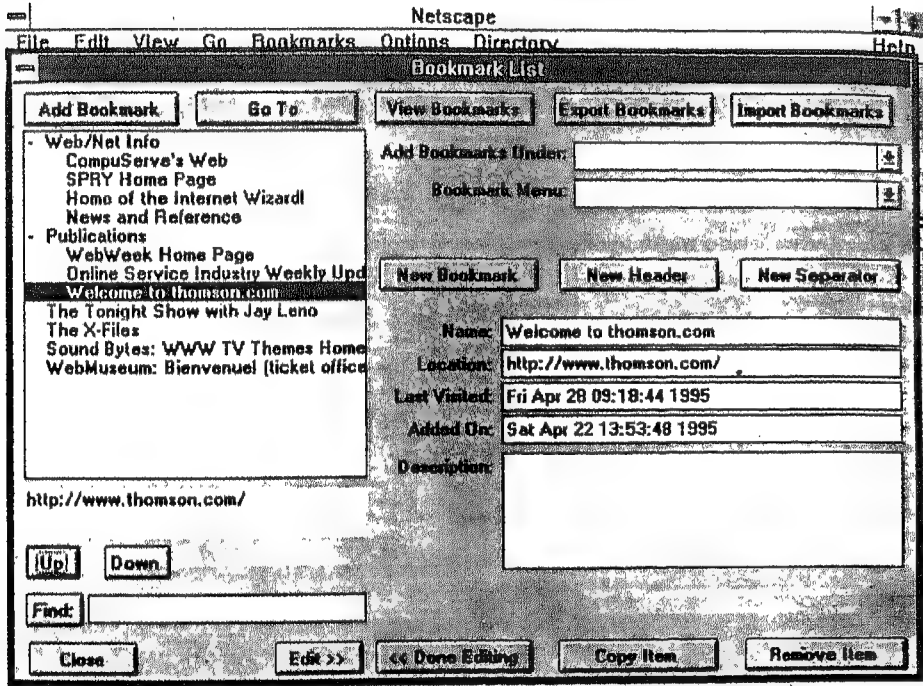 Netscape
File Edit View Go Bookmarks Options Directory Help
Bookmark List
Add Bookmark Go To View Bookmarks Export Bookmarks Import Bookmarks
- Web/Net Info
CompuServe's Web
SPRY Home Page
Home of the Internet Wizard!
News and Reference
- Publications
WebWeek Home Page
Online Service Industry Weekly Upd
Welcome to thomson.com
The Tonight Show with Jay Leno
The X-Files
Sound Bytes: WWW TV Themes Home
WebMuseum: Bienvenue! (ticket office
http://www.thomson.com/
Up Down
Find:
Close Edit >>
Add Bookmarks Under:
Bookmark Menu:
New Bookmark New Header New Separator
Name: Welcome to thomson.com
Location: http://www.thomson.com/
Last Visited: Fri Apr 28 09:18:44 1995
Added On: Sat Apr 22 13:53:48 1995
Description:
<< Done Editing Copy Item Remove Item